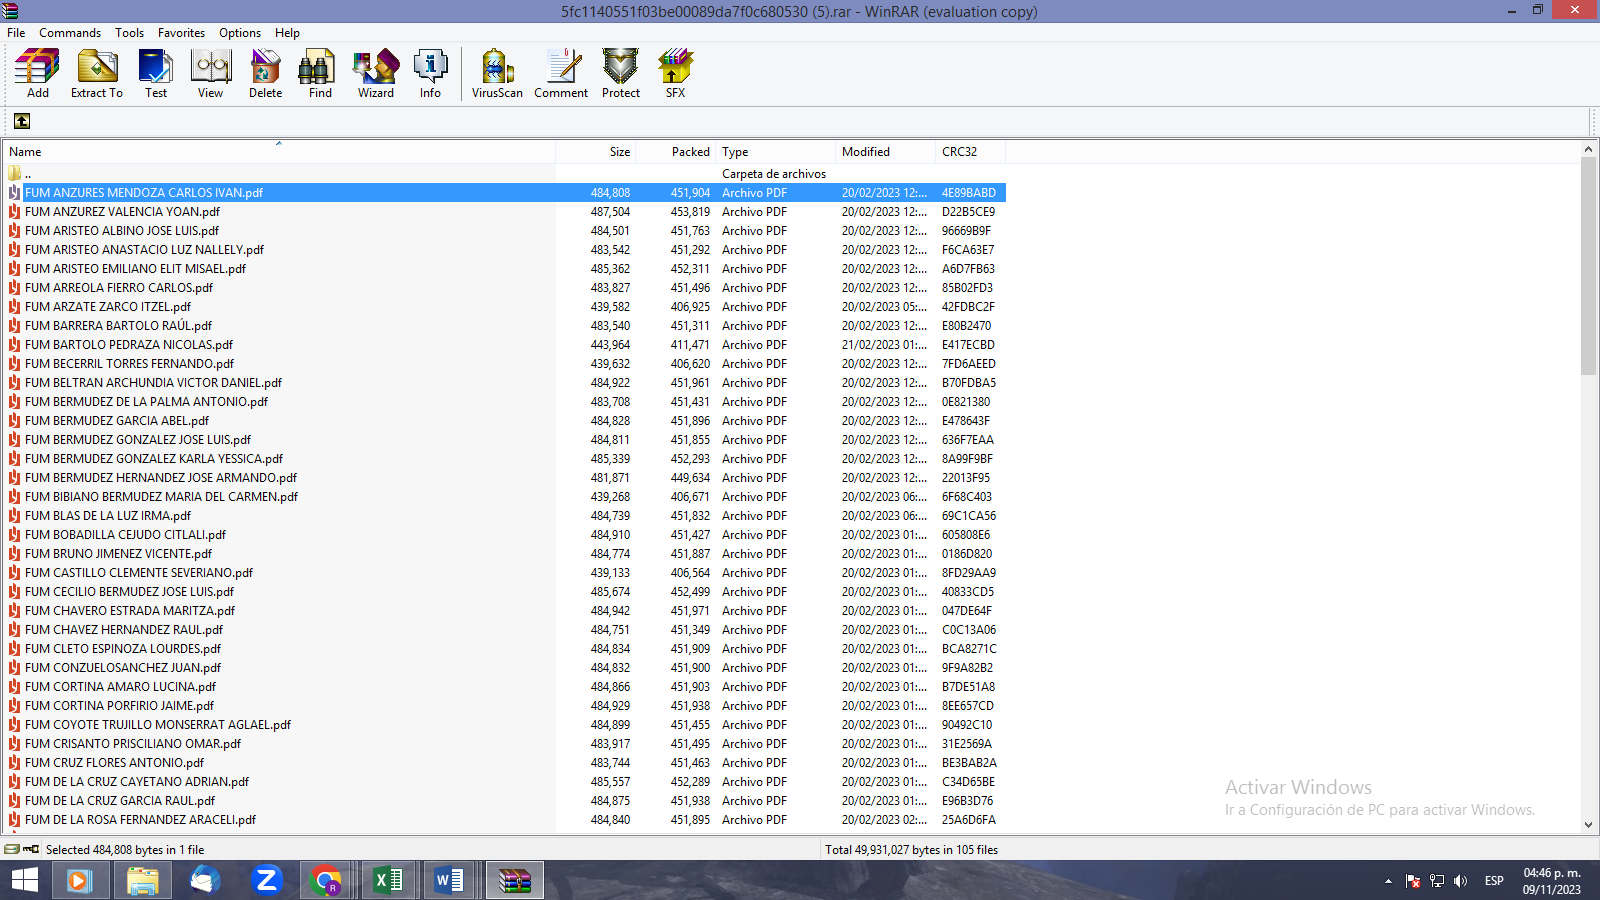 5fc1140551f03be00089da7f0c680530 (5).rar - WinRAR (evaluation copy)
File Commands Tools Favorites Options Help
Add Extract To Test View Delete Find Wizard Info VirusScan Comment Protect SFX
Name Size Packed Type Modified CRC32
.. Carpeta de archivos
FUM ANZURES MENDOZA CARLOS IVAN.pdf 484,808 451,904 Archivo PDF 20/02/2023 12:... 4E89BABD
FUM ANZUREZ VALENCIA YOAN.pdf 487,504 453,819 Archivo PDF 20/02/2023 12:... D22B5CE9
FUM ARISTEO ALBINO JOSE LUIS.pdf 484,501 451,763 Archivo PDF 20/02/2023 12:... 96669B9F
FUM ARISTEO ANASTACIO LUZ NALLELY.pdf 483,542 451,292 Archivo PDF 20/02/2023 12:... F6CA63E7
FUM ARISTEO EMILIANO ELIT MISAEL.pdf 485,362 452,311 Archivo PDF 20/02/2023 12:... A6D7FB63
FUM ARREOLA FIERRO CARLOS.pdf 483,827 451,496 Archivo PDF 20/02/2023 12:... 85B02FD3
FUM ARZATE ZARCO ITZEL.pdf 439,582 406,925 Archivo PDF 20/02/2023 05:... 42FDBC2F
FUM BARRERA BARTOLO RAÚL.pdf 483,540 451,311 Archivo PDF 20/02/2023 12:... E80B2470
FUM BARTOLO PEDRAZA NICOLAS.pdf 443,964 411,471 Archivo PDF 21/02/2023 01:... E417ECBD
FUM BECERRIL TORRES FERNANDO.pdf 439,632 406,620 Archivo PDF 20/02/2023 12:... 7FD6AEED
FUM BELTRAN ARCHUNDIA VICTOR DANIEL.pdf 484,922 451,961 Archivo PDF 20/02/2023 12:... B70FDBA5
FUM BERMUDEZ DE LA PALMA ANTONIO.pdf 483,708 451,431 Archivo PDF 20/02/2023 12:... 0E821380
FUM BERMUDEZ GARCIA ABEL.pdf 484,828 451,896 Archivo PDF 20/02/2023 12:... E478643F
FUM BERMUDEZ GONZALEZ JOSE LUIS.pdf 484,811 451,855 Archivo PDF 20/02/2023 12:... 636F7EAA
FUM BERMUDEZ GONZALEZ KARLA YESSICA.pdf 485,339 452,293 Archivo PDF 20/02/2023 12:... 8A99F9BF
FUM BERMUDEZ HERNANDEZ JOSE ARMANDO.pdf 481,871 449,634 Archivo PDF 20/02/2023 12:... 22013F95
FUM BIBIANO BERMUDEZ MARIA DEL CARMEN.pdf 439,268 406,671 Archivo PDF 20/02/2023 06:... 6F68C403
FUM BLAS DE LA LUZ IRMA.pdf 484,739 451,832 Archivo PDF 20/02/2023 06:... 69C1CA56
FUM BOBADILLA CEJUDO CITLALI.pdf 484,910 451,427 Archivo PDF 20/02/2023 01:... 605808E6
FUM BRUNO JIMENEZ VICENTE.pdf 484,774 451,887 Archivo PDF 20/02/2023 01:... 0186D820
FUM CASTILLO CLEMENTE SEVERIANO.pdf 439,133 406,564 Archivo PDF 20/02/2023 01:... 8FD29AA9
FUM CECILIO BERMUDEZ JOSE LUIS.pdf 485,674 452,499 Archivo PDF 20/02/2023 01:... 40833CD5
FUM CHAVERO ESTRADA MARITZA.pdf 484,942 451,971 Archivo PDF 20/02/2023 01:... 047DE64F
FUM CHAVEZ HERNANDEZ RAUL.pdf 484,751 451,349 Archivo PDF 20/02/2023 01:... C0C13A06
FUM CLETO ESPINOZA LOURDES.pdf 484,834 451,909 Archivo PDF 20/02/2023 01:... BCA8271C
FUM CONZUELOSANCHEZ JUAN.pdf 484,832 451,900 Archivo PDF 20/02/2023 01:... 9F9A82B2
FUM CORTINA AMARO LUCINA.pdf 484,866 451,903 Archivo PDF 20/02/2023 01:... B7DE51A8
FUM CORTINA PORFIRIO JAIME.pdf 484,929 451,938 Archivo PDF 20/02/2023 01:... 8EE657CD
FUM COYOTE TRUJILLO MONSERRAT AGLAEL.pdf 484,899 451,455 Archivo PDF 20/02/2023 01:... 90492C10
FUM CRISANTO PRISCILIANO OMAR.pdf 483,917 451,495 Archivo PDF 20/02/2023 01:... 31E2569A
FUM CRUZ FLORES ANTONIO.pdf 483,744 451,463 Archivo PDF 20/02/2023 01:... BE3BAB2A
FUM DE LA CRUZ CAYETANO ADRIAN.pdf 485,557 452,289 Archivo PDF 20/02/2023 01:... C34D65BE
FUM DE LA CRUZ GARCIA RAUL.pdf 484,875 451,938 Archivo PDF 20/02/2023 01:... E96B3D76
FUM DE LA ROSA FERNANDEZ ARACELI.pdf 484,840 451,895 Archivo PDF 20/02/2023 02:... 25A6D6FA
Activar Windows
Ir a Configuración de PC para activar Windows.
Selected 484,808 bytes in 1 file Total 49,931,027 bytes in 105 files
ESP 04:46 p. m.
09/11/2023